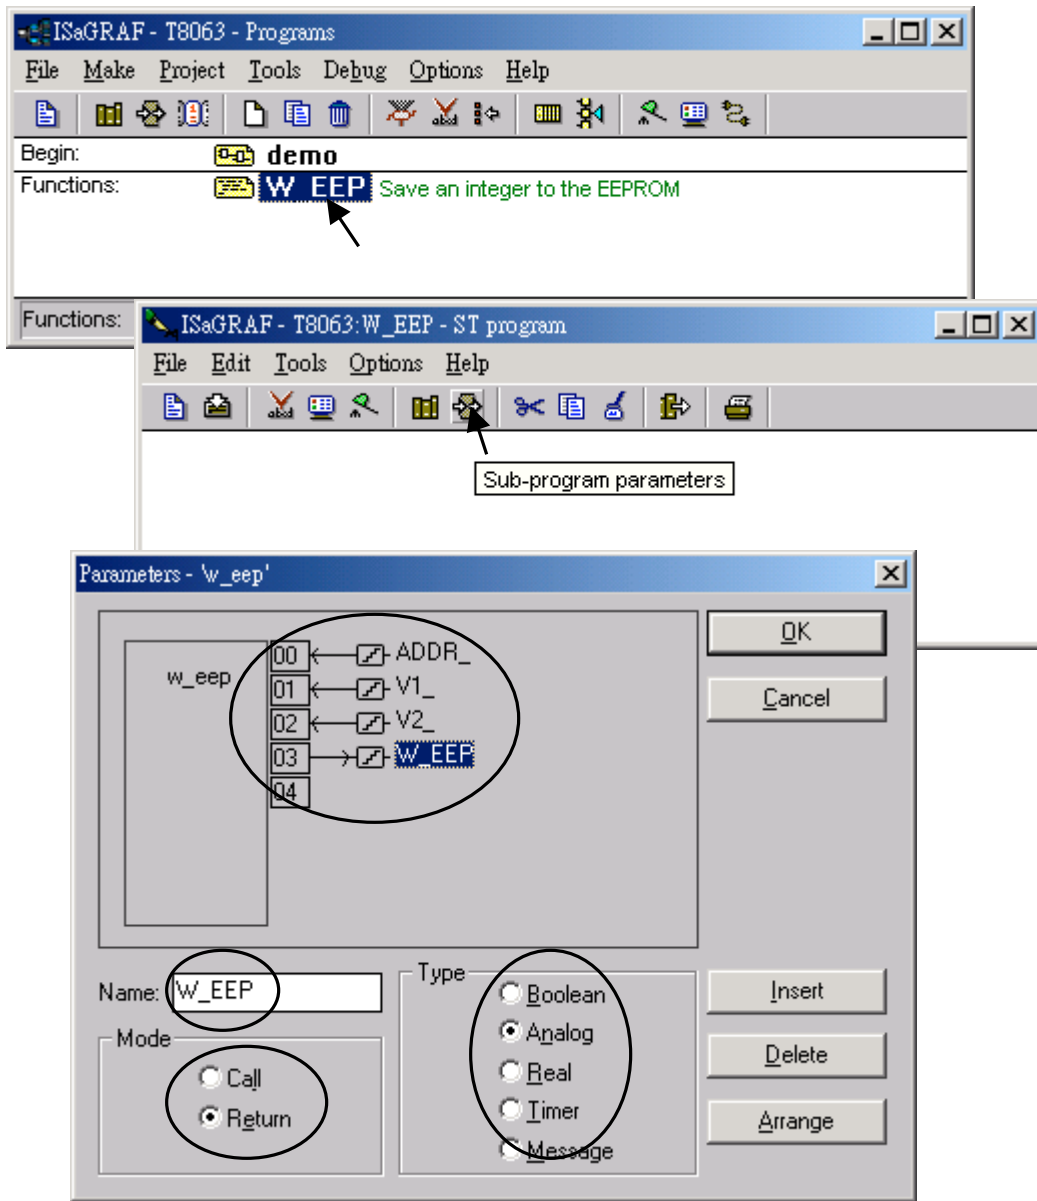 ISaGRAF - T8063 - Programs
File Make Project Tools Debug Options Help
Begin: demo
Functions: W_EEP Save an integer to the EEPROM
Functions:
ISaGRAF - T8063:W_EEP - ST program
File Edit Tools Options Help
Sub-program parameters
Parameters - 'w_eep'
w_eep
00 ADDR_
01 V1_
02 V2_
03 W_EEP
04
OK
Cancel
Name: W_EEP
Mode
Call
Return
Type
Boolean
Analog
Real
Timer
Message
Insert
Delete
Arrange